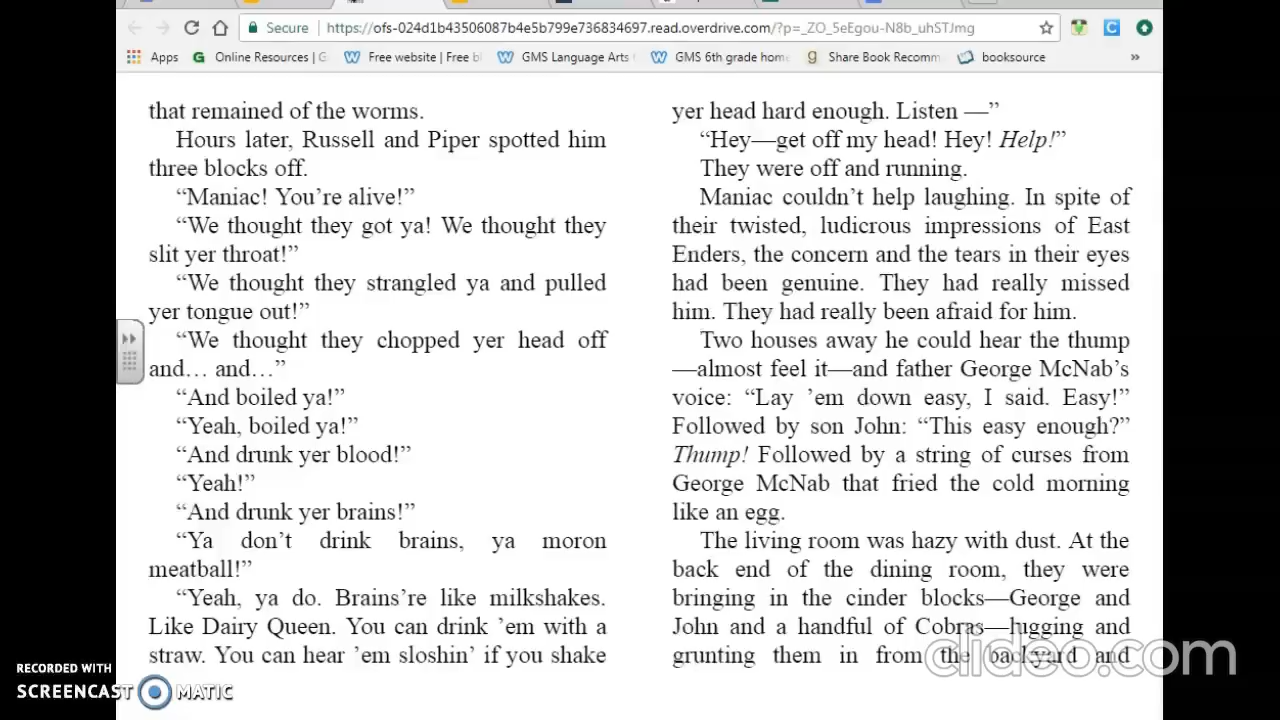 Secure
https://ofs-024d1b43506087b4e5b799e736834697.read.overdrive.com/?p=_ZO_5eEgou-N8b_uhSTJmg
Apps
Online Resources | G
Free website | Free bl
GMS Language Arts
GMS 6th grade home
Share Book Recomm
booksource
»
that remained of the worms.
Hours later, Russell and Piper spotted him
three blocks off.
“Maniac! You’re alive!”
“We thought they got ya! We thought they
slit yer throat!”
“We thought they strangled ya and pulled
yer tongue out!”
“We thought they chopped yer head off
and… and…”
“And boiled ya!”
“Yeah, boiled ya!”
“And drunk yer blood!”
“Yeah!”
“And drunk yer brains!”
“Ya don’t drink brains, ya moron
meatball!”
“Yeah, ya do. Brains’re like milkshakes.
Like Dairy Queen. You can drink ’em with a
straw. You can hear ’em sloshin’ if you shake
yer head hard enough. Listen —”
“Hey—get off my head! Hey! Help!”
They were off and running.
Maniac couldn’t help laughing. In spite of
their twisted, ludicrous impressions of East
Enders, the concern and the tears in their eyes
had been genuine. They had really missed
him. They had really been afraid for him.
Two houses away he could hear the thump
—almost feel it—and father George McNab’s
voice: “Lay ’em down easy, I said. Easy!”
Followed by son John: “This easy enough?”
Thump! Followed by a string of curses from
George McNab that fried the cold morning
like an egg.
The living room was hazy with dust. At the
back end of the dining room, they were
bringing in the cinder blocks—George and
John and a handful of Cobras—lugging and
grunting them in from the backyard and
clideo.com
RECORDED WITH
SCREENCAST MATIC